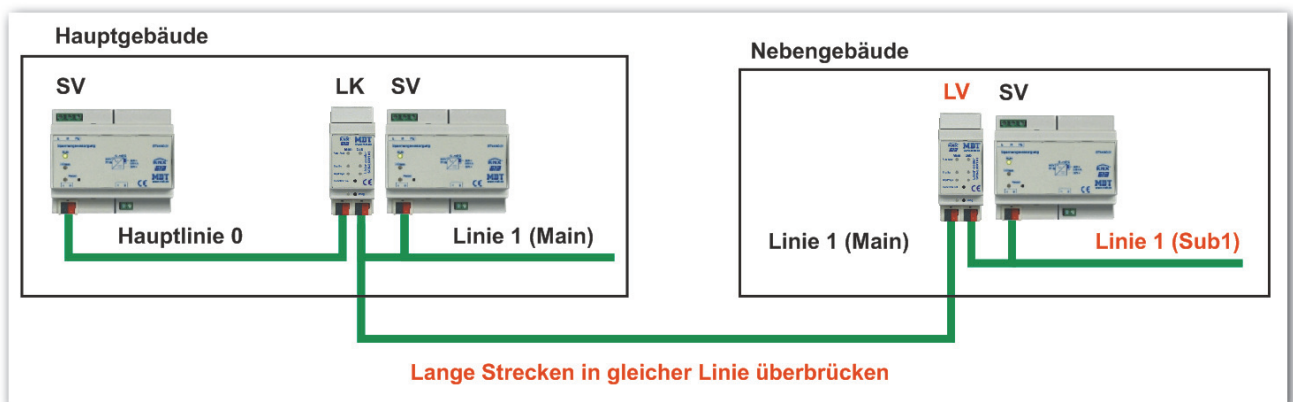 Hauptgebäude
SV
LK SV
Hauptlinie 0
Linie 1 (Main)
Nebengebäude
LV SV
Linie 1 (Main)
Linie 1 (Sub1)
Lange Strecken in gleicher Linie überbrücken